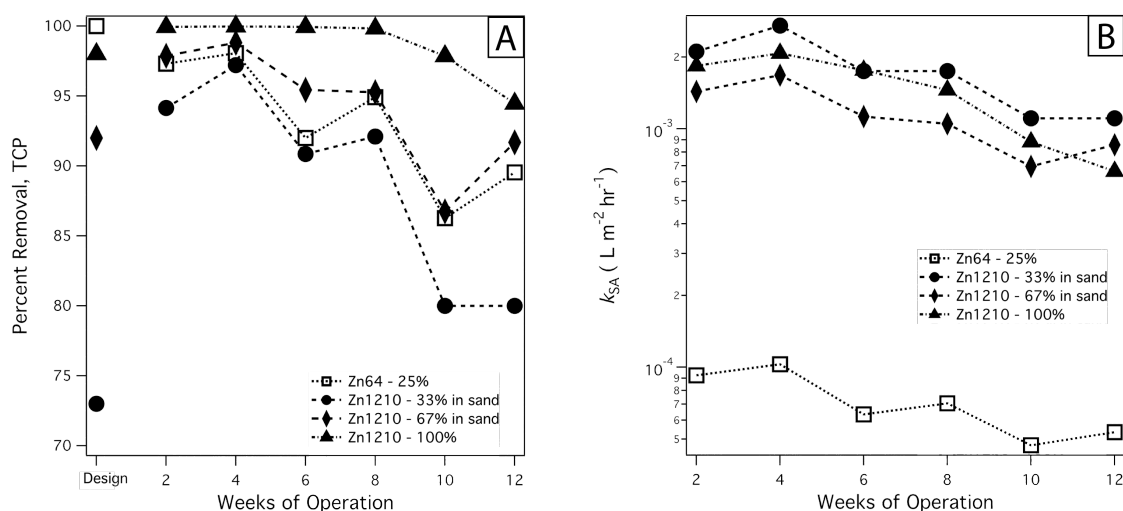 A
100
95
90
85
80
75
70
Percent Removal, TCP
Zn64 - 25%
Zn1210 - 33% in sand
Zn1210 - 67% in sand
Zn1210 - 100%
Design 2 4 6 8 10 12
Weeks of Operation
B
2
10⁻³
9
8
7
6
5
4
3
2
10⁻⁴
9
8
7
6
5
kSA ( L m⁻² hr⁻¹)
Zn64 - 25%
Zn1210 - 33% in sand
Zn1210 - 67% in sand
Zn1210 - 100%
2 4 6 8 10 12
Weeks of Operation